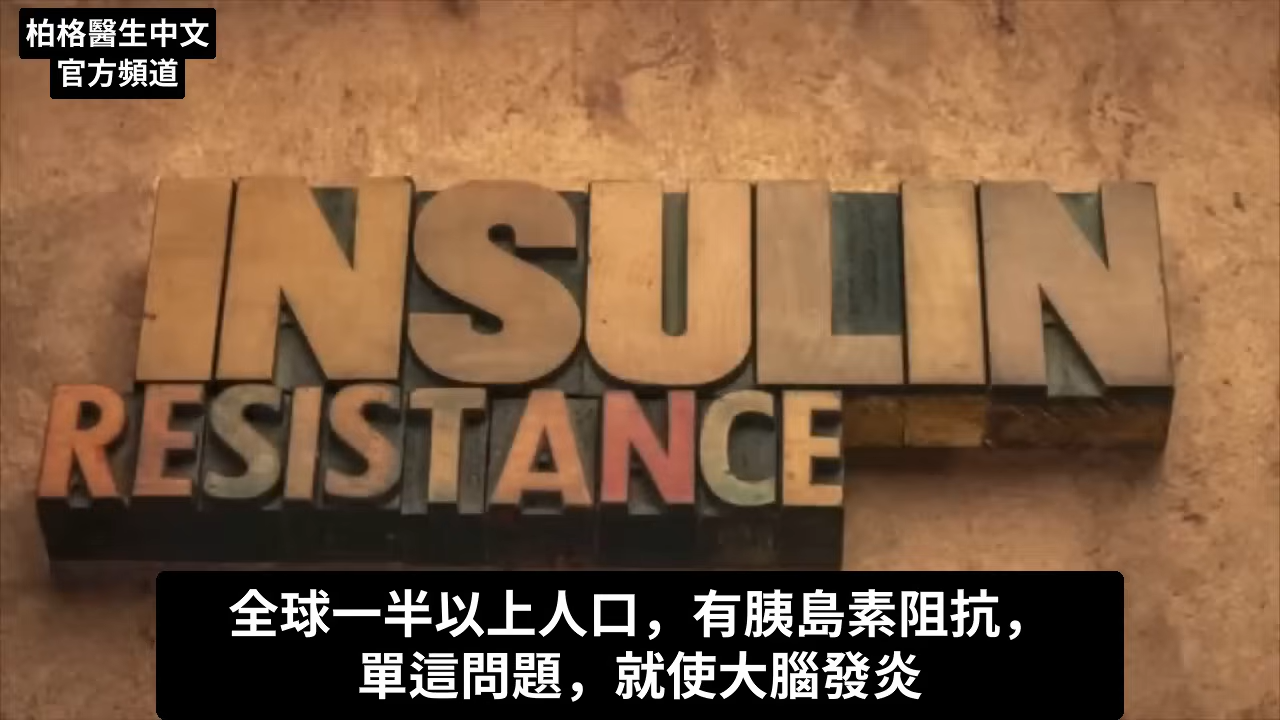 柏格醫生中文
官方頻道
INSULIN
RESISTANCE
全球一半以上人口，有胰島素阻抗，
單這問題，就使大腦發炎